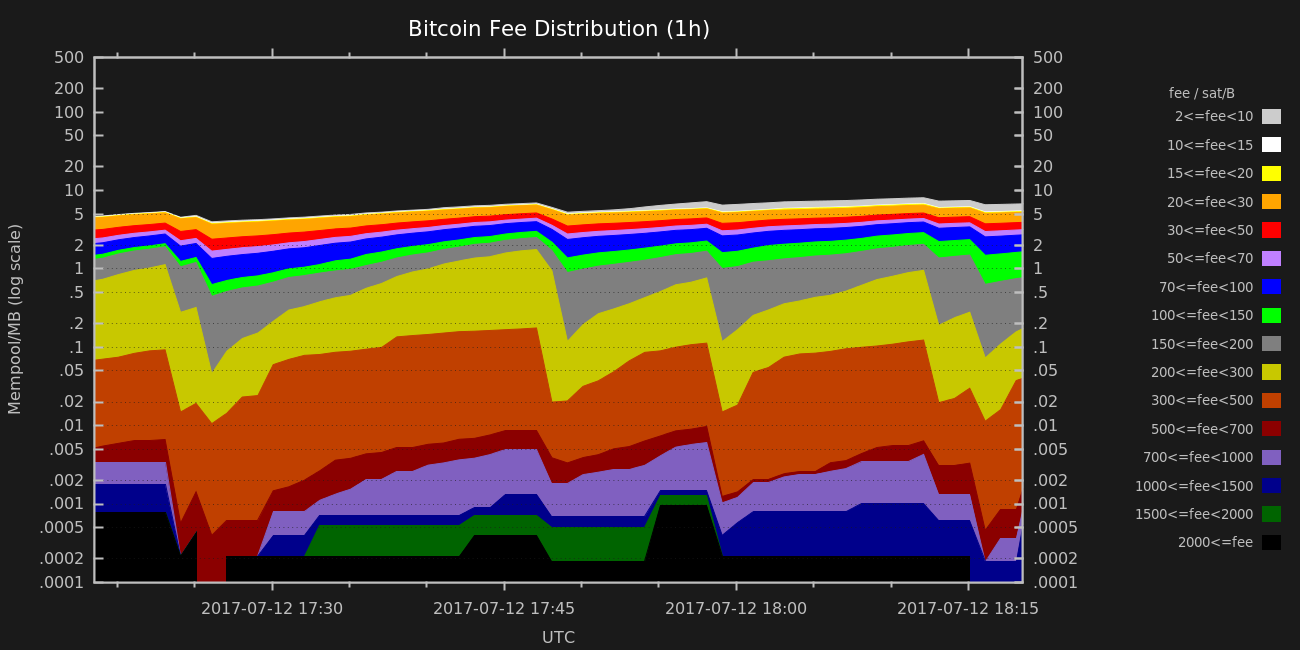 Bitcoin Fee Distribution (1h)
500
200
100
50
20
10
5
2
1
.5
.2
.1
.05
.02
.01
.005
.002
.001
.0005
.0002
.0001
Mempool/MB (log scale)
500
200
100
50
20
10
5
2
1
.5
.2
.1
.05
.02
.01
.005
.002
.001
.0005
.0002
.0001
2017-07-12 17:30
2017-07-12 17:45
2017-07-12 18:00
2017-07-12 18:15
UTC
fee / sat/B
2<=fee<10
10<=fee<15
15<=fee<20
20<=fee<30
30<=fee<50
50<=fee<70
70<=fee<100
100<=fee<150
150<=fee<200
200<=fee<300
300<=fee<500
500<=fee<700
700<=fee<1000
1000<=fee<1500
1500<=fee<2000
2000<=fee